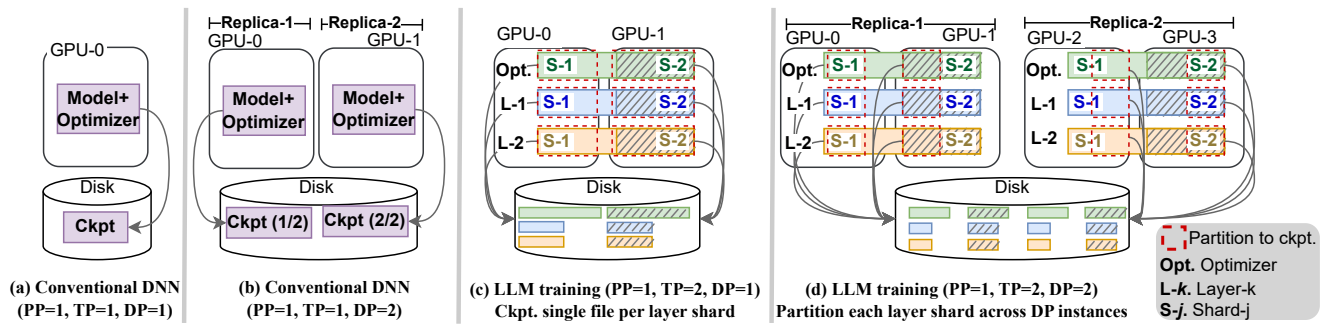 GPU-0
Model+
Optimizer
Disk
Ckpt
(a) Conventional DNN
(PP=1, TP=1, DP=1)
Replica-1
Replica-2
GPU-0
GPU-1
Model+
Optimizer
Model+
Optimizer
Disk
Ckpt (1/2)
Ckpt (2/2)
(b) Conventional DNN
(PP=1, TP=1, DP=2)
GPU-0
GPU-1
Opt.
S-1
S-2
L-1
S-1
S-2
L-2
S-1
S-2
Disk
(c) LLM training (PP=1, TP=2, DP=1)
Ckpt. single file per layer shard
Replica-1
Replica-2
GPU-0
GPU-1
GPU-2
GPU-3
Opt.
S-1
S-2
Opt.
S-1
S-2
L-1
S-1
S-2
L-1
S-1
S-2
L-2
S-1
S-2
L-2
S-1
S-2
Disk
(d) LLM training (PP=1, TP=2, DP=2)
Partition each layer shard across DP instances
Partition to ckpt.
Opt. Optimizer
L-k. Layer-k
S-j. Shard-j